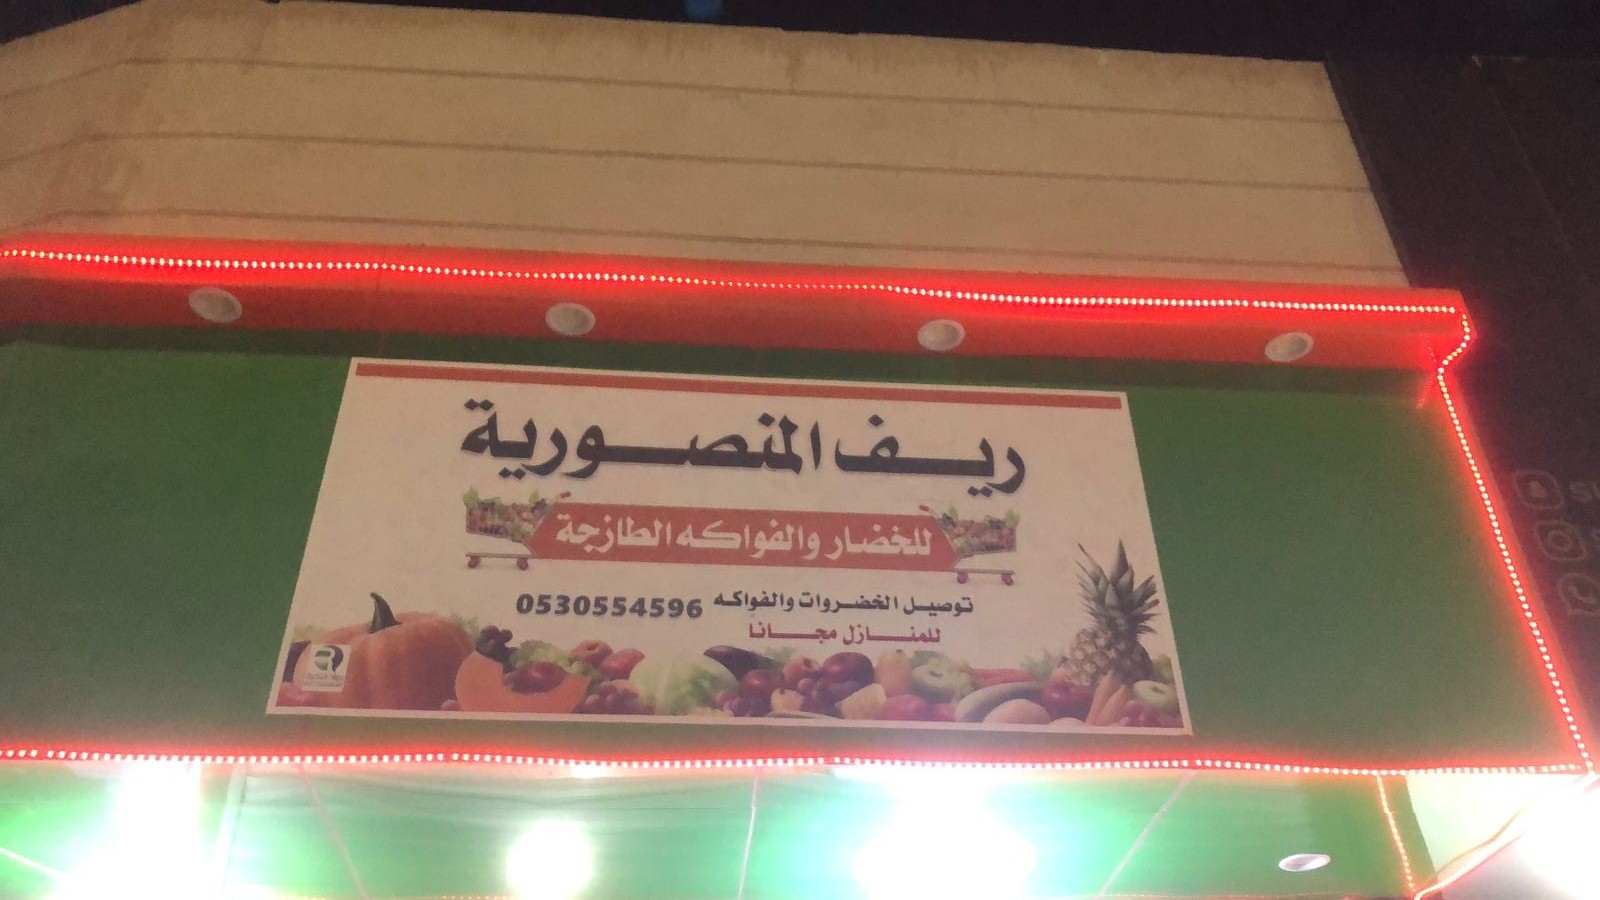 ريف المنصورية
للخضار والفواكه الطازجة
توصيل الخضروات والفواكه
للمنازل مجانا
0530554596